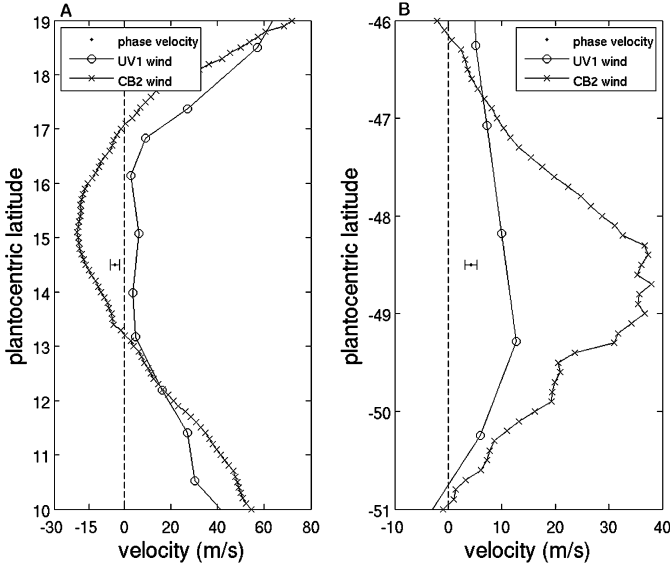 A
19
18
17
16
15
14
13
12
11
10
plantocentric latitude
phase velocity
UV1 wind
CB2 wind
-30 -15 0 20 40 60 80
velocity (m/s)
B
-46
-47
-48
-49
-50
-51
plantocentric latitude
phase velocity
UV1 wind
CB2 wind
-10 0 10 20 30 40
velocity (m/s)